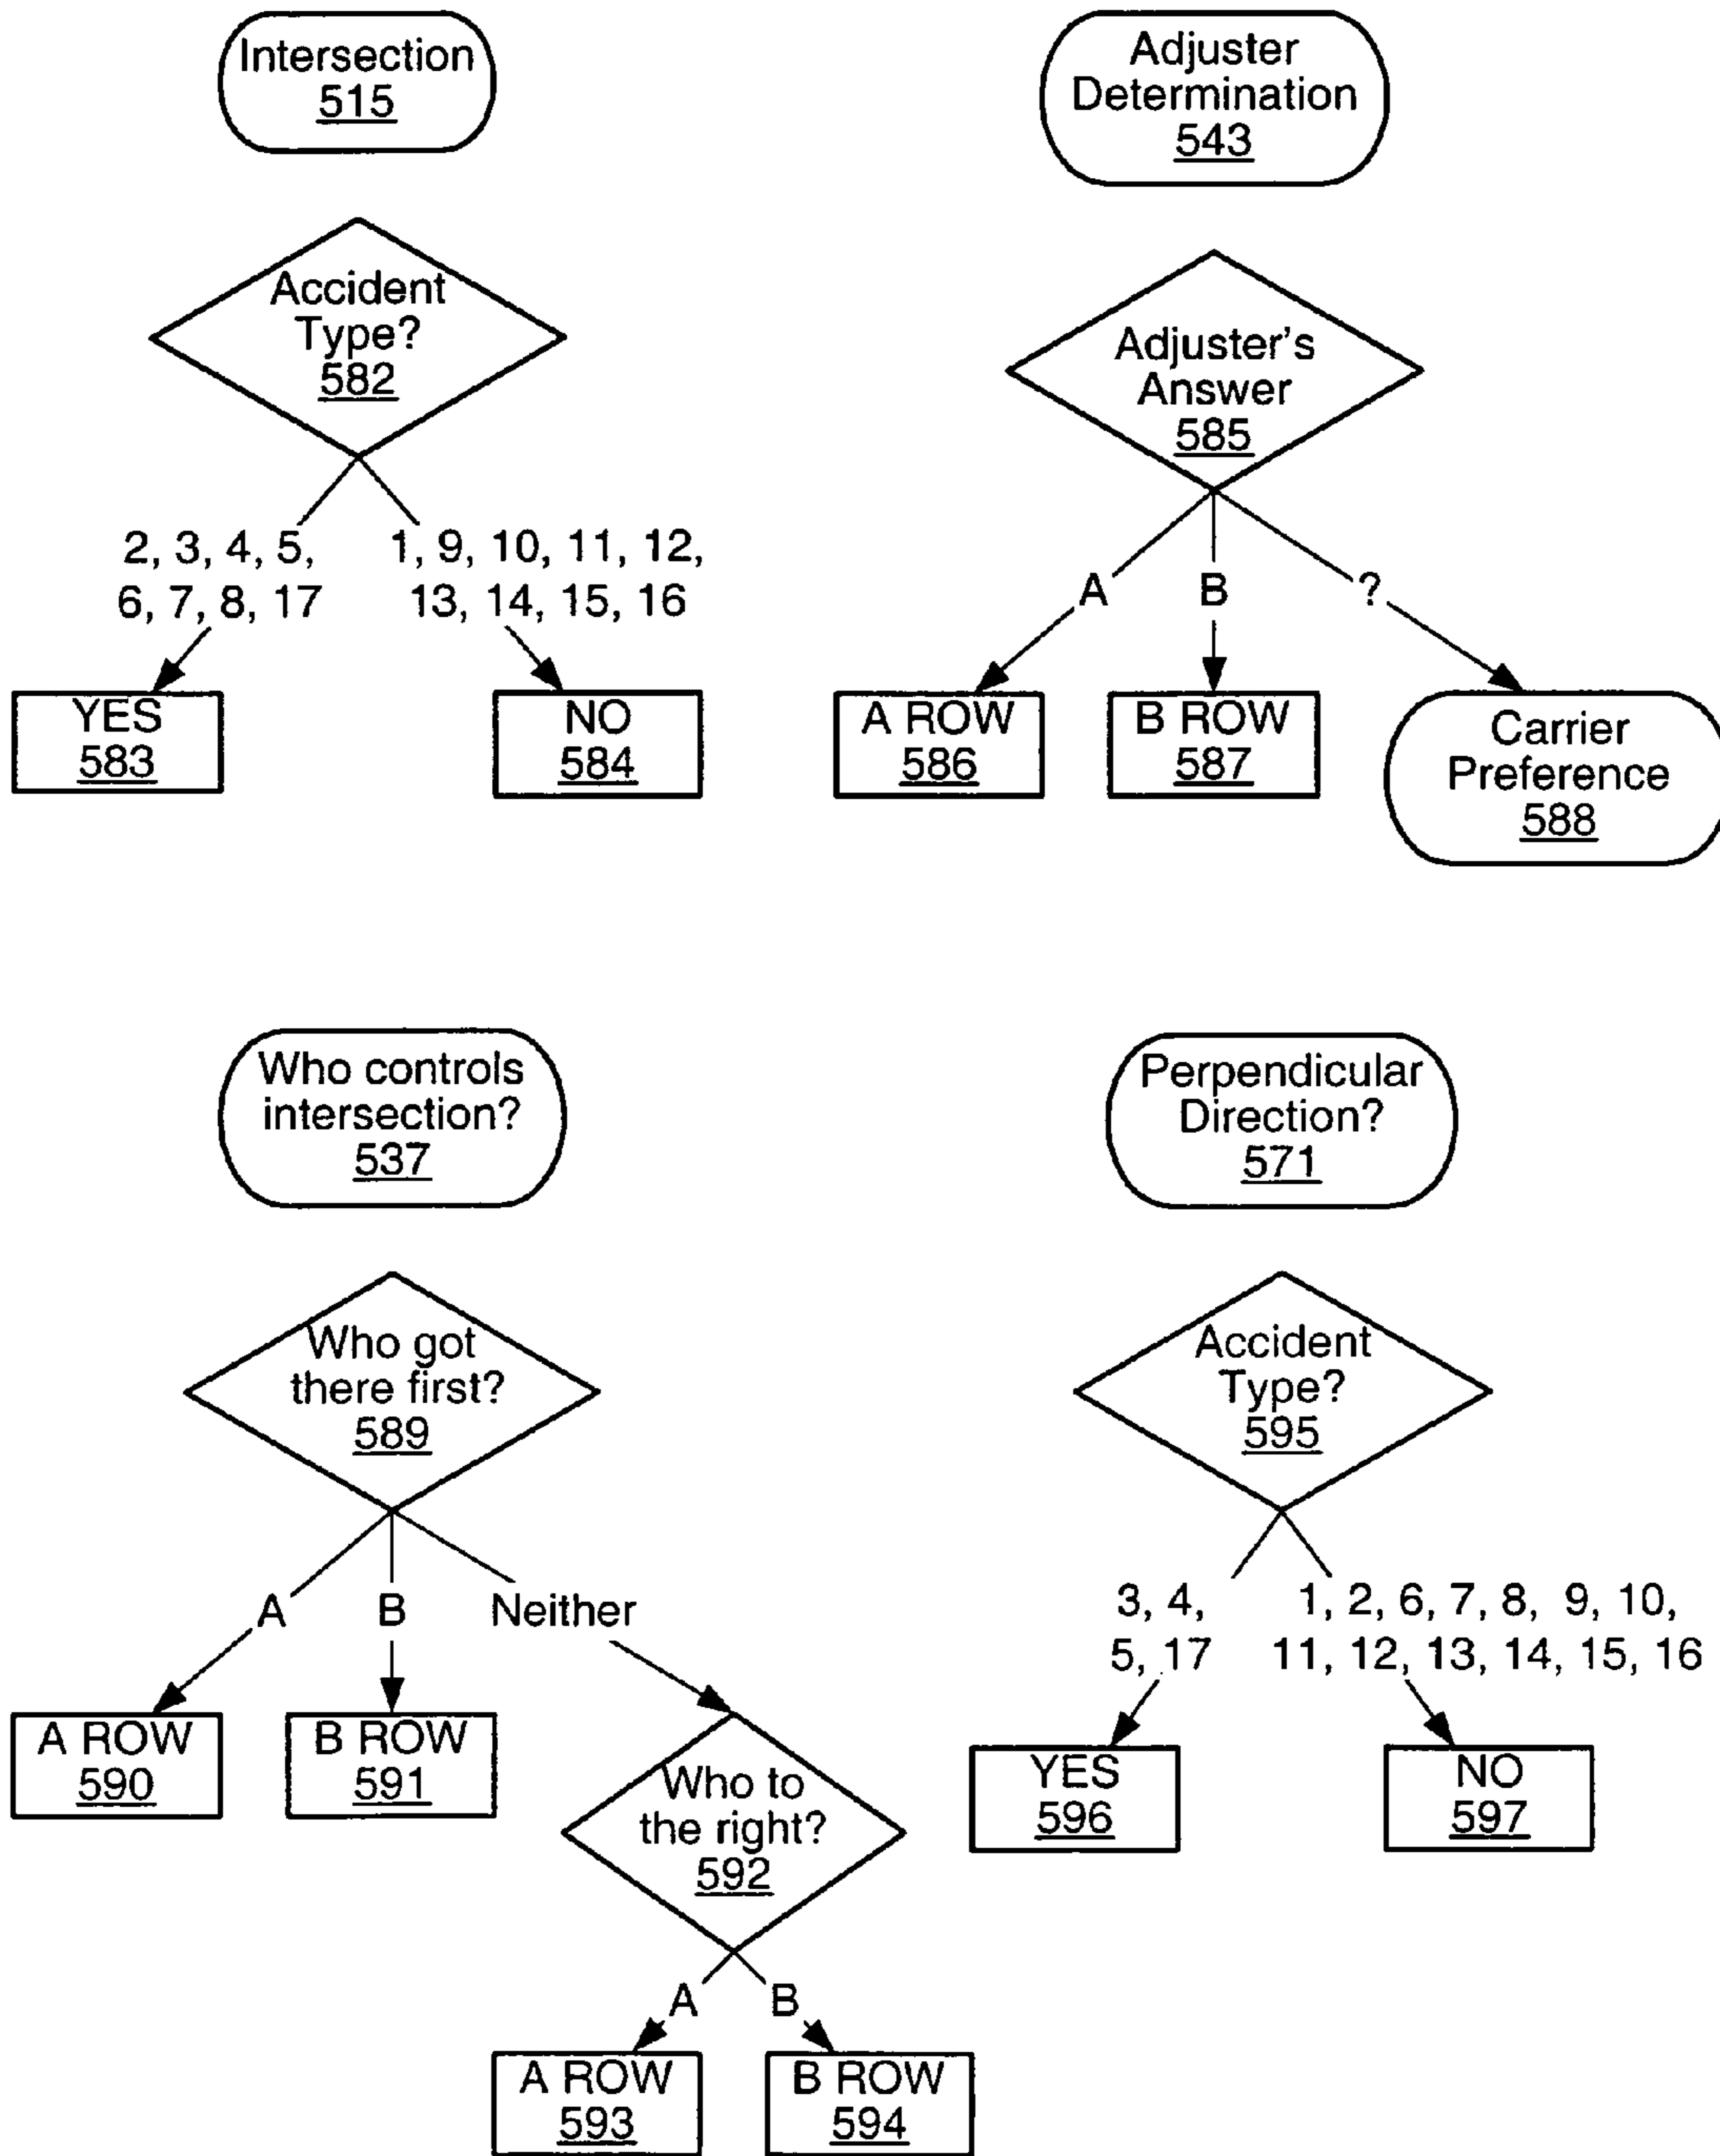 Intersection
515
Accident
Type?
582
2, 3, 4, 5,
6, 7, 8, 17
1, 9, 10, 11, 12,
13, 14, 15, 16
YES
583
NO
584
Adjuster
Determination
543
Adjuster's
Answer
585
A
B
?
A ROW
586
B ROW
587
Carrier
Preference
588
Who controls
intersection?
537
Who got
there first?
589
A
B
Neither
A ROW
590
B ROW
591
Who to
the right?
592
A
B
A ROW
593
B ROW
594
Perpendicular
Direction?
571
Accident
Type?
595
3, 4,
5, 17
1, 2, 6, 7, 8, 9, 10,
11, 12, 13, 14, 15, 16
YES
596
NO
597